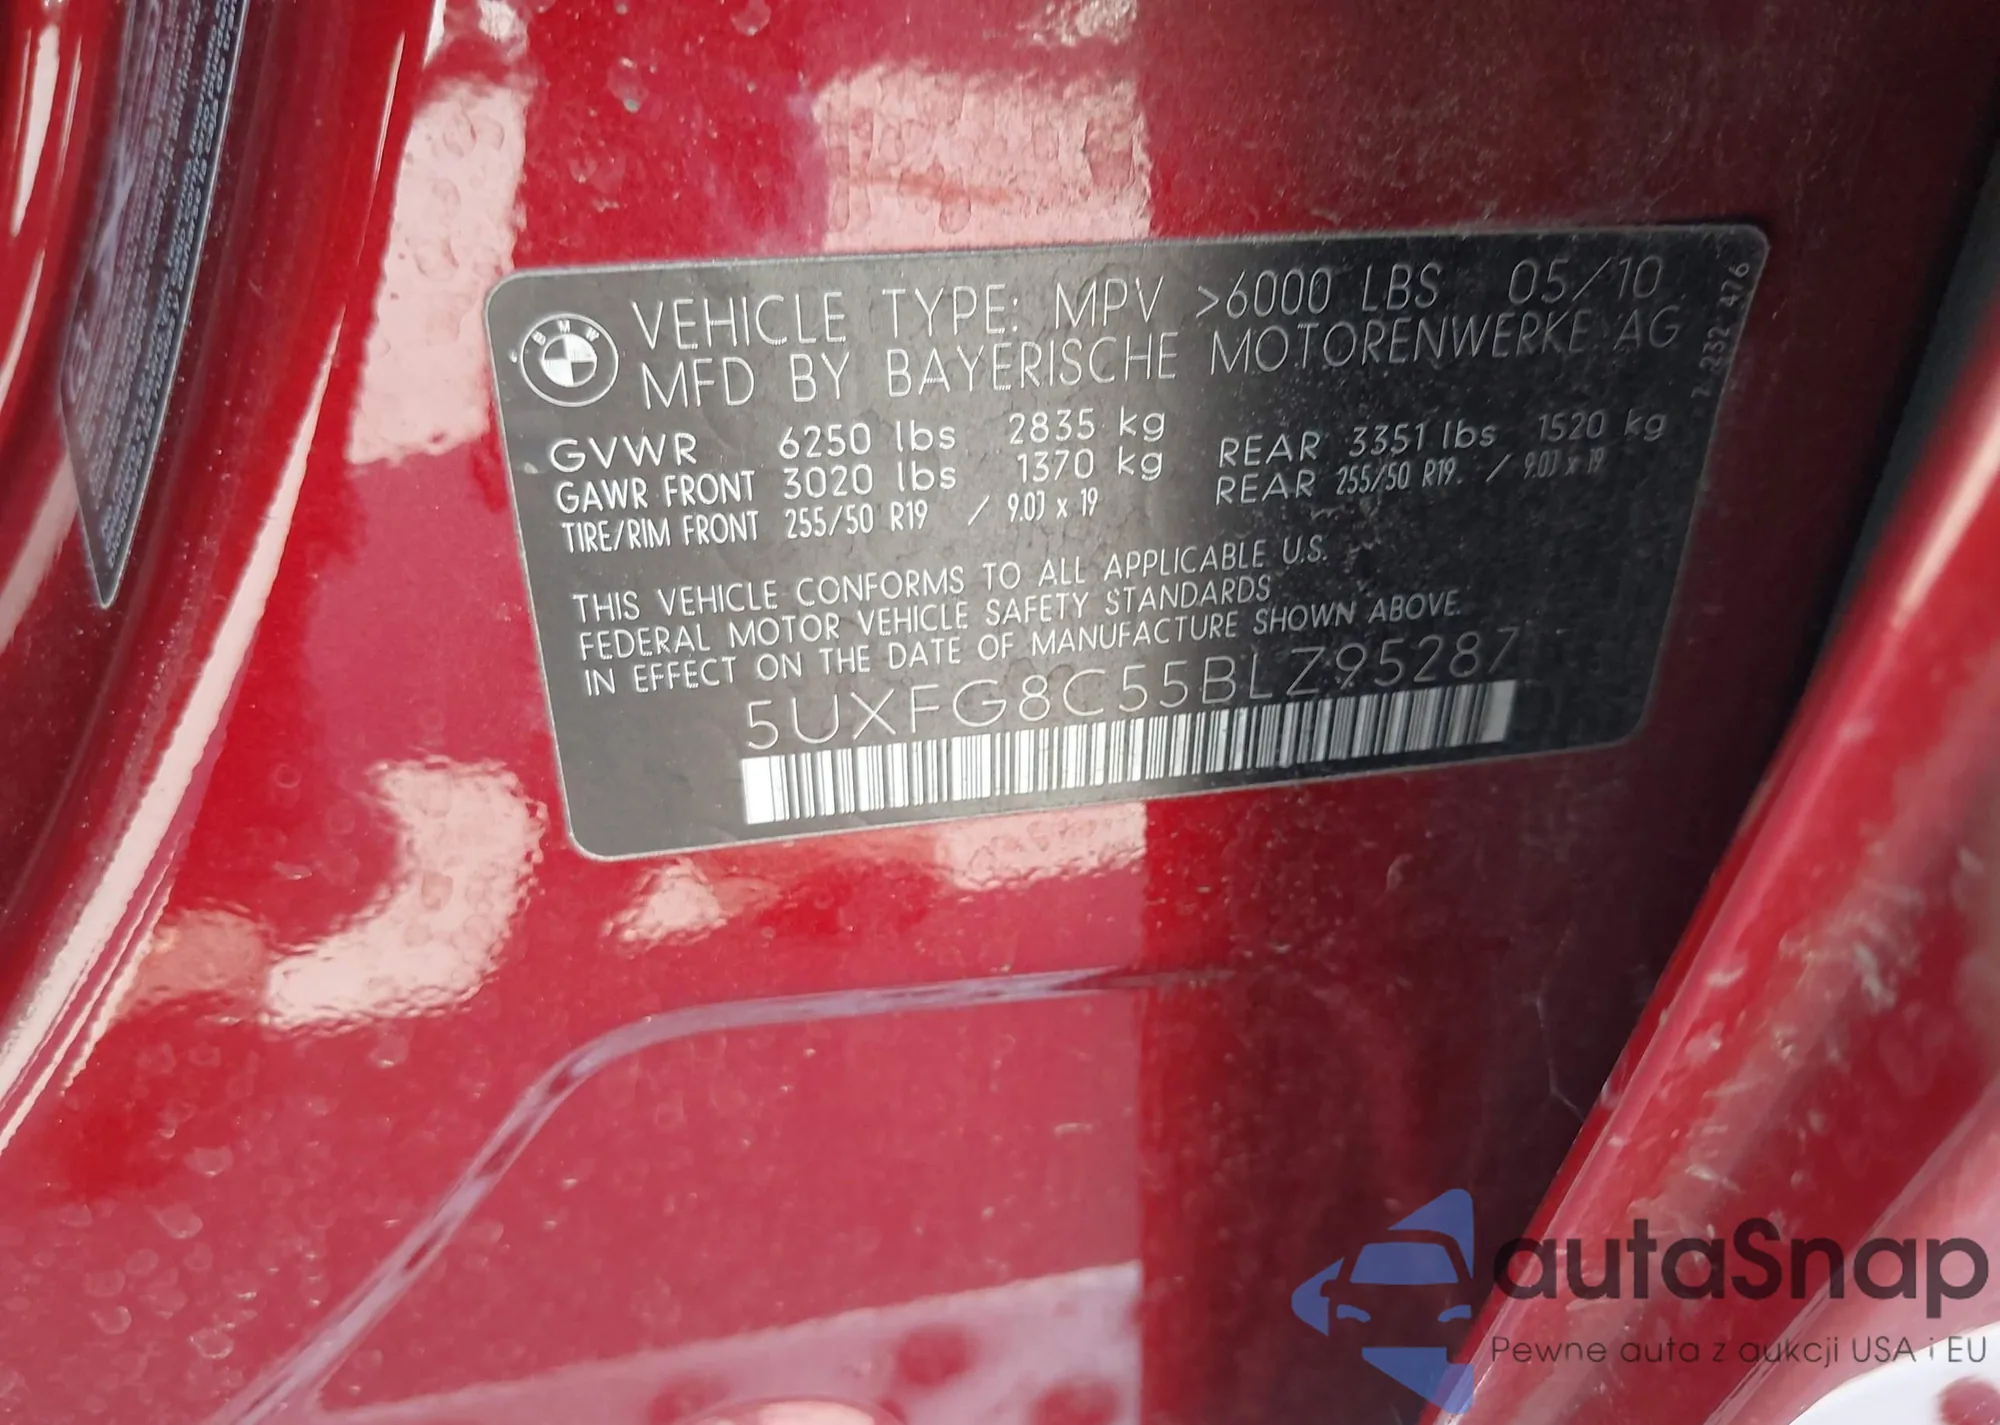 BMW
VEHICLE TYPE: MPV >6000 LBS 05/10
MFD BY BAYERISCHE MOTORENWERKE AG
7 232 476
GVWR 6250 lbs 2835 kg
GAWR FRONT 3020 lbs 1370 kg REAR 3351 lbs 1520 kg
TIRE/RIM FRONT 255/50 R19 / 9.0J x 19 REAR 255/50 R19 / 9.0J x 19
THIS VEHICLE CONFORMS TO ALL APPLICABLE U.S.
FEDERAL MOTOR VEHICLE SAFETY STANDARDS
IN EFFECT ON THE DATE OF MANUFACTURE SHOWN ABOVE.
5UXFG8C55BLZ95287
autaSnap
Pewne auta z aukcji USA i EU